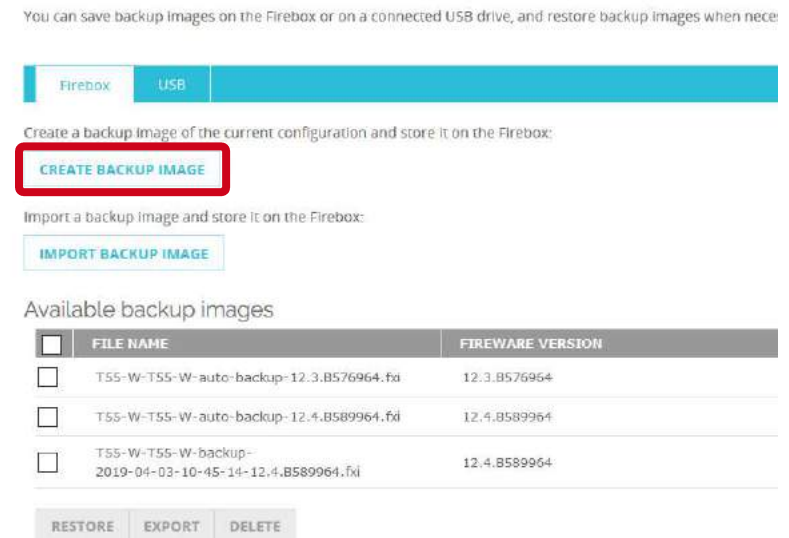 You can save backup images on the Firebox or on a connected USB drive, and restore backup images when
Firebox USB
Create a backup image of the current configuration and store it on the Firebox:
CREATE BACKUP IMAGE
Import a backup image and store it on the Firebox:
IMPORT BACKUP IMAGE
Available backup images
FILE NAME FIREWARE VERSION
T55-W-T55-W-auto-backup-12.3.B576964.fxi 12.3.B576964
T55-W-T55-W-auto-backup-12.4.B589964.fxi 12.4.B589964
T55-W-T55-W-backup-
2019-04-03-10-45-14-12.4.B589964.fxi 12.4.B589964
RESTORE EXPORT DELETE